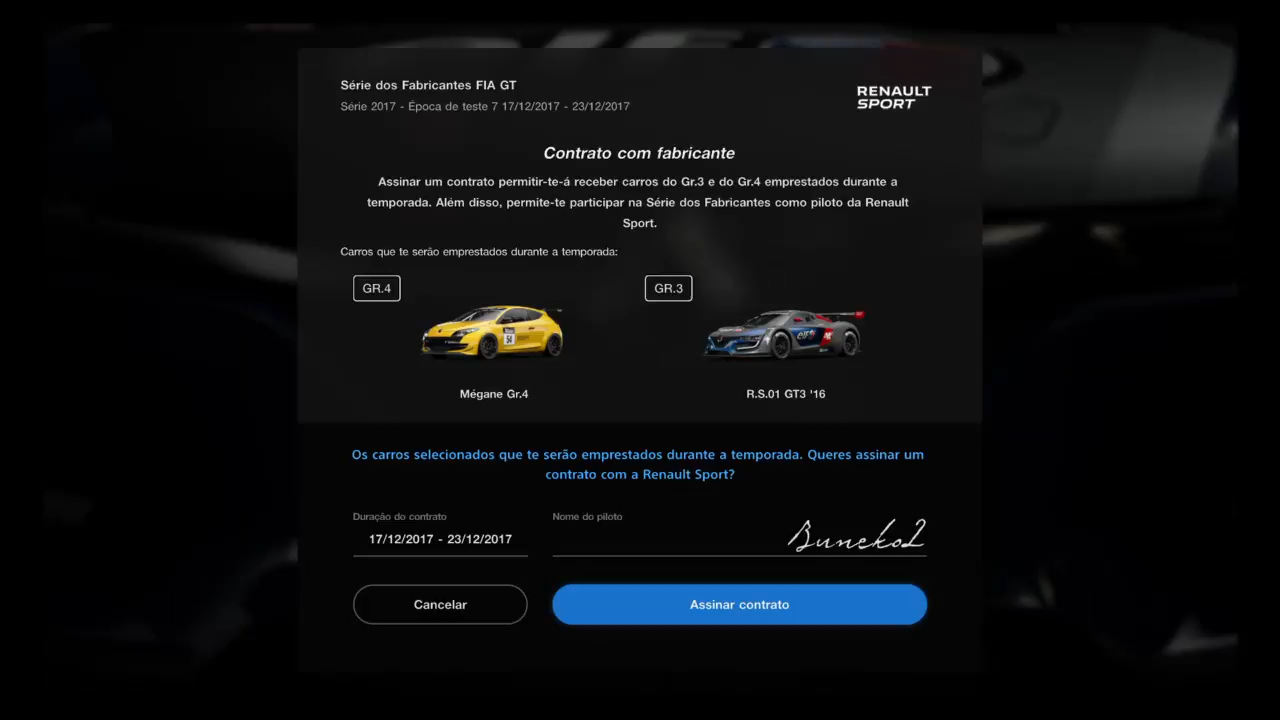 Série dos Fabricantes FIA GT
Série 2017 - Época de teste 7 17/12/2017 - 23/12/2017
RENAULT
SPORT
Contrato com fabricante
Assinar um contrato permitir-te-á receber carros do Gr.3 e do Gr.4 emprestados durante a
temporada. Além disso, permite-te participar na Série dos Fabricantes como piloto da Renault
Sport.
Carros que te serão emprestados durante a temporada:
GR.4
GR.3
54
elf
Mégane Gr.4
R.S.01 GT3 '16
Os carros selecionados que te serão emprestados durante a temporada. Queres assinar um
contrato com a Renault Sport?
Duração do contrato
Nome do piloto
17/12/2017 - 23/12/2017
Buneko2
Cancelar
Assinar contrato